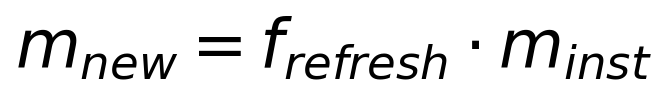 m_new = f_refresh · m_inst